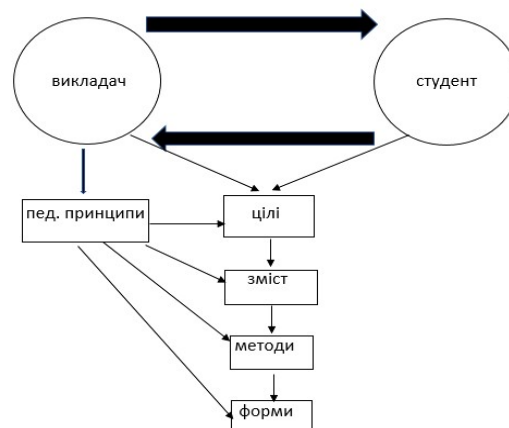 викладач
студент
пед. принципи
цілі
зміст
методи
форми